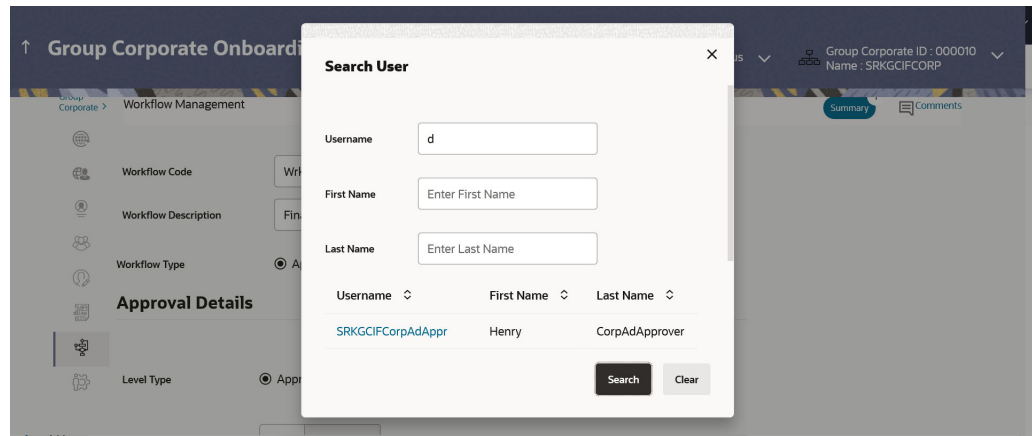 ↑ Group Corporate Onboardi
us
Group Corporate ID : 000010
Name : SRKGCIFCORP
Search User
×
Corporate > Workflow Management
Summary
Comments
Username d
Workflow Code Wr
First Name Enter First Name
Workflow Description Fin
Last Name Enter Last Name
Workflow Type A
Username First Name Last Name
Approval Details
SRKGCIFCorpAdAppr Henry CorpAdApprover
Level Type Appr
Search Clear